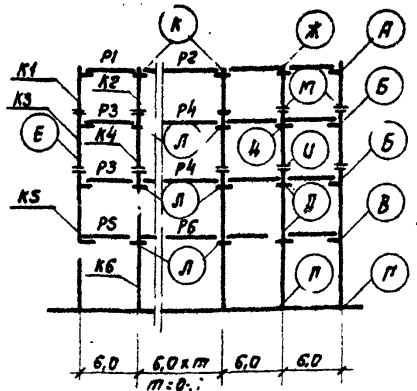 К Ж А
К1 Р1 К2 Р2 М
К3 Р3 Р4 Б
Е К4 Л Ц И Б
Р3 Р4
К5 Л Д В
Р5 Р6
Л
К6 П Г
6,0 6,0×m 6,0 6,0
m=0..;